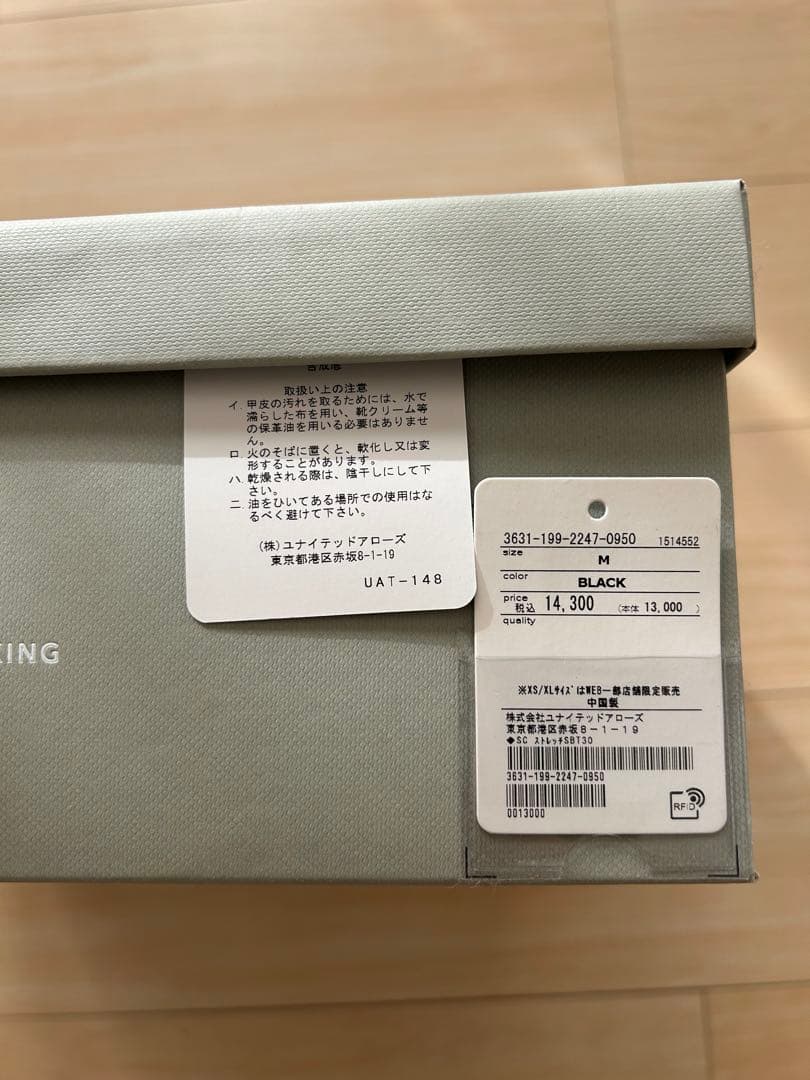 取扱い上の注意
イ. 甲皮の汚れを取るためには、水で
濡らした布を用い、靴クリーム等
の保革油を用いる必要はありませ
ん。
ロ. 火のそばに置くと、軟化し又は変
形することがあります。
ハ. 乾燥される際は、陰干しにして下
さい。
ニ. 油をひいてある場所での使用はな
るべく避けて下さい。
(株)ユナイテッドアローズ
東京都港区赤坂8-1-19
UAT-148
KING
3631-199-2247-0950 1514552
size
M
color
BLACK
price
税込 14,300 (本体 13,000 )
quality
※XS/XLｻｲｽﾞはWEB一部店舗限定販売
中国製
株式会社ユナイテッドアローズ
東京都港区赤坂８－１－１９
◆SC ｽﾄﾚｯﾁSBT30
3631-199-2247-0950
0013000
RFID